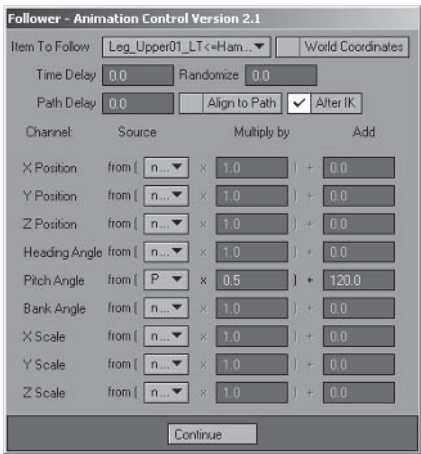 Follower - Animation Control Version 2.1
Item To Follow Leg_Upper01_LT<=Ham... World Coordinates
Time Delay 0.0 Randomize 0.0
Path Delay 0.0 Align to Path After IK
Channel: Source Multiply by Add
X Position from ( n... x 1.0 ) + 0.0
Y Position from ( n... x 1.0 ) + 0.0
Z Position from ( n... x 1.0 ) + 0.0
Heading Angle from ( n... x 1.0 ) + 0.0
Pitch Angle from ( P x 0.5 ) + 120.0
Bank Angle from ( n... x 1.0 ) + 0.0
X Scale from ( n... x 1.0 ) + 0.0
Y Scale from ( n... x 1.0 ) + 0.0
Z Scale from ( n... x 1.0 ) + 0.0
Continue